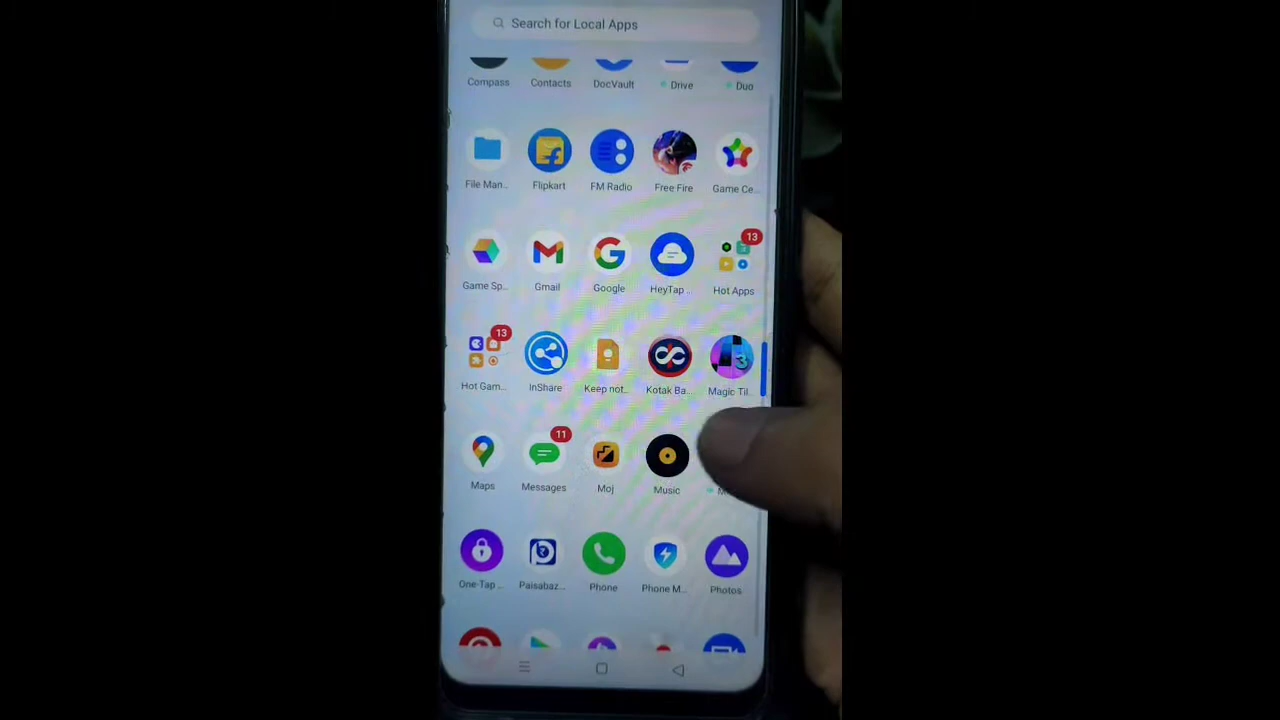 Search for Local Apps
Compass Contacts DocVault Drive Duo
File Man.. Flipkart FM Radio Free Fire Game Ce..
13
Game Sp.. Gmail Google HeyTap .. Hot Apps
13
3
Hot Gam.. InShare Keep not.. Kotak Ba.. Magic Til..
11
Maps Messages Moj Music
One-Tap .. Paisabaz.. Phone Phone M.. Photos